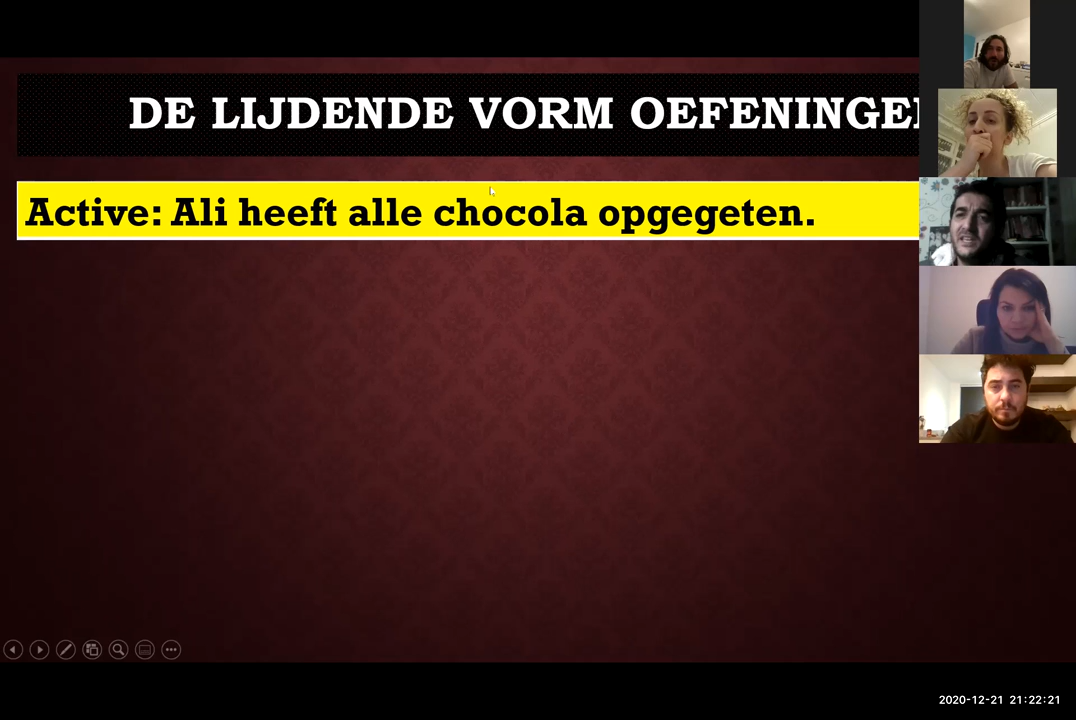 DE LIJDENDE VORM OEFENINGE
Active: Ali heeft alle chocola opgegeten.
2020-12-21 21:22:21